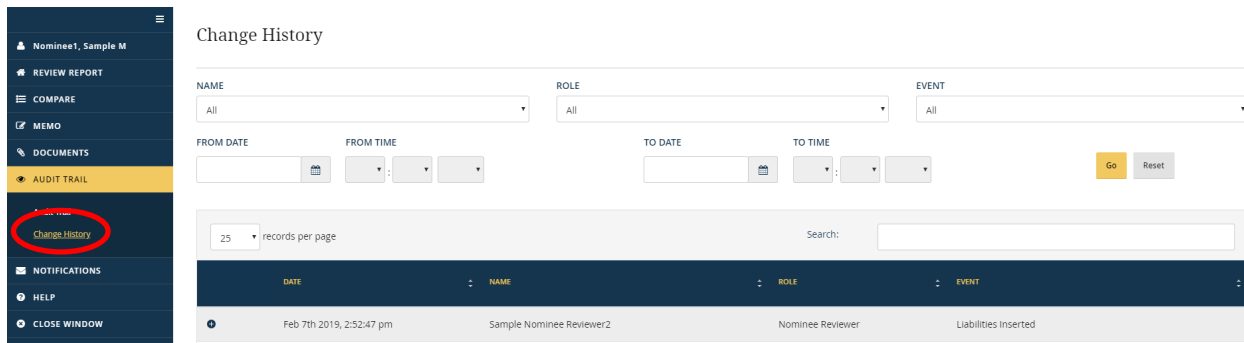 Nominee1, Sample M
REVIEW REPORT
COMPARE
MEMO
DOCUMENTS
AUDIT TRAIL
Change History
NOTIFICATIONS
HELP
CLOSE WINDOW
Change History
NAME ROLE EVENT
All All All
FROM DATE FROM TIME TO DATE TO TIME
: :
Go Reset
25 records per page Search:
DATE NAME ROLE EVENT
Feb 7th 2019, 2:52:47 pm Sample Nominee Reviewer2 Nominee Reviewer Liabilities Inserted